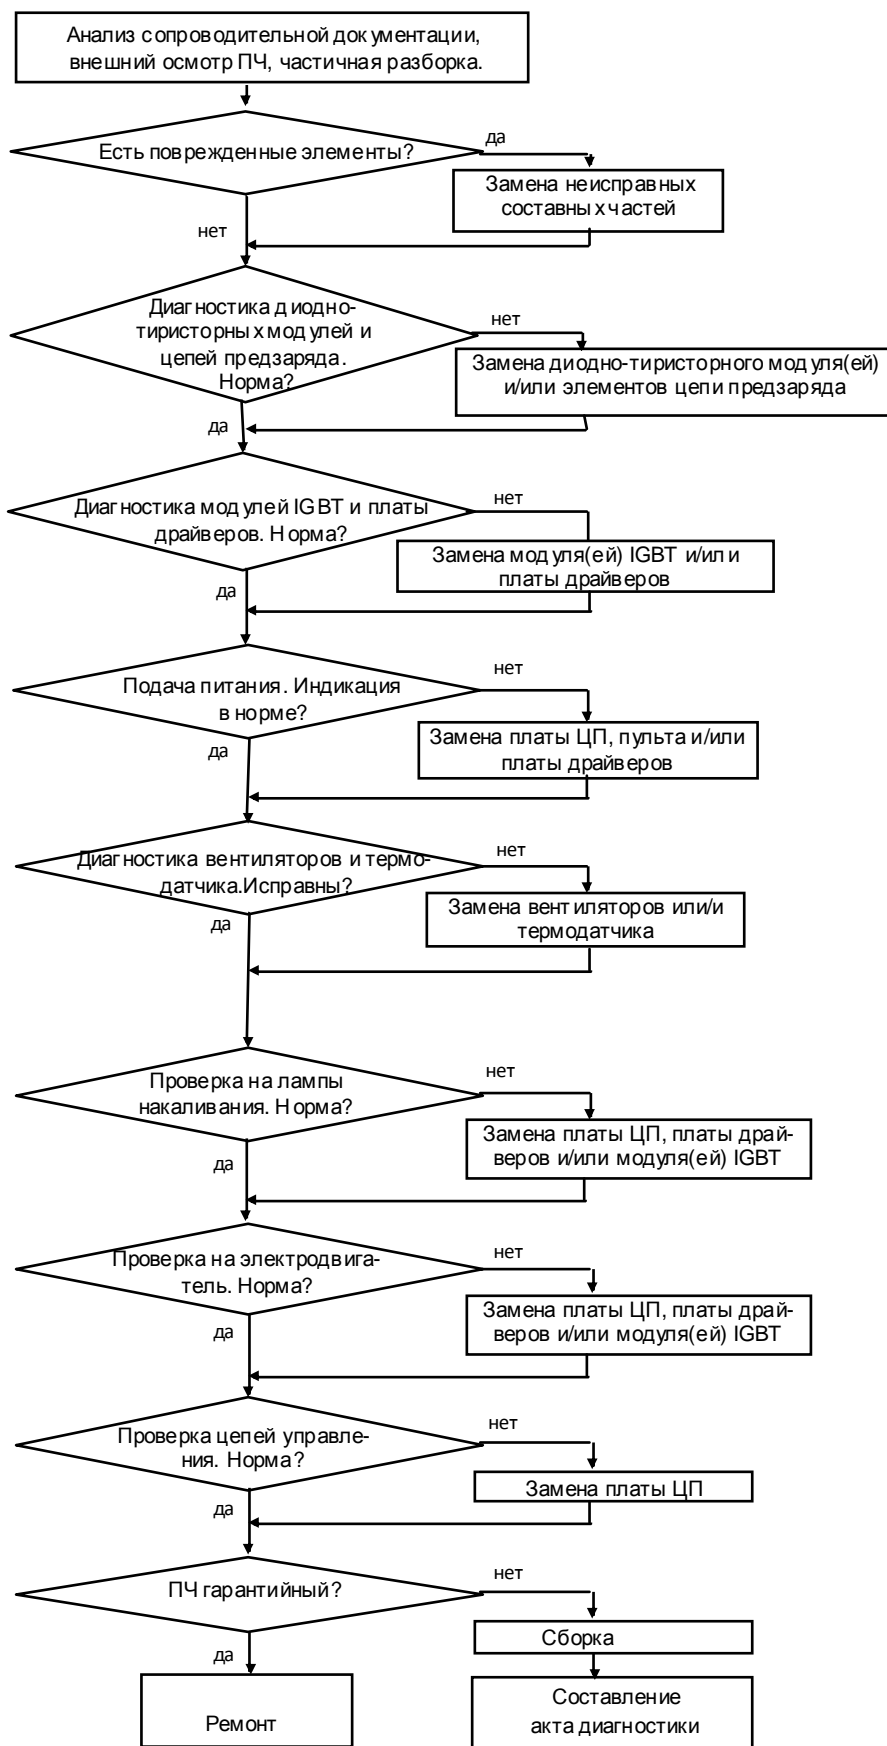 Анализ сопроводительной документации,
внешний осмотр ПЧ, частичная разборка.
Есть поврежденные элементы?
да
Замена неисправных
составных частей
нет
Диагностика диодно-
тиристорных модулей и
цепей предзаряда.
Норма?
нет
Замена диодно-тиристорного модуля(ей)
и/или элементов цепи предзаряда
да
Диагностика модулей IGBT и платы
драйверов. Норма?
нет
Замена модуля(ей) IGBT и/или
платы драйверов
да
Подача питания. Индикация
в норме?
нет
Замена платы ЦП, пульта и/или
платы драйверов
да
Диагностика вентиляторов и термо-
датчика.Исправны?
нет
Замена вентиляторов или/и
термодатчика
да
Проверка на лампы
накаливания. Норма?
нет
Замена платы ЦП, платы драй-
веров и/или модуля(ей) IGBT
да
Проверка на электродвига-
тель. Норма?
нет
Замена платы ЦП, платы драй-
веров и/или модуля(ей) IGBT
да
Проверка цепей управле-
ния. Норма?
нет
Замена платы ЦП
да
ПЧ гарантийный?
нет
Сборка
да
Ремонт
Составление
акта диагностики